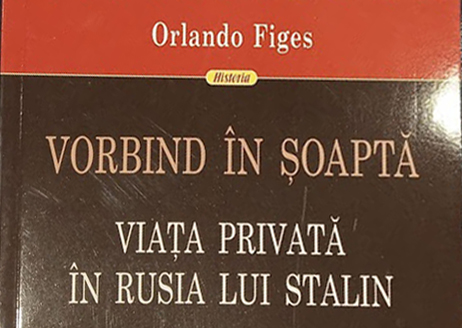 Orlando Figes
Historia
VORBIND ÎN ȘOAPTĂ
VIAȚA PRIVATĂ
ÎN RUSIA LUI STALIN